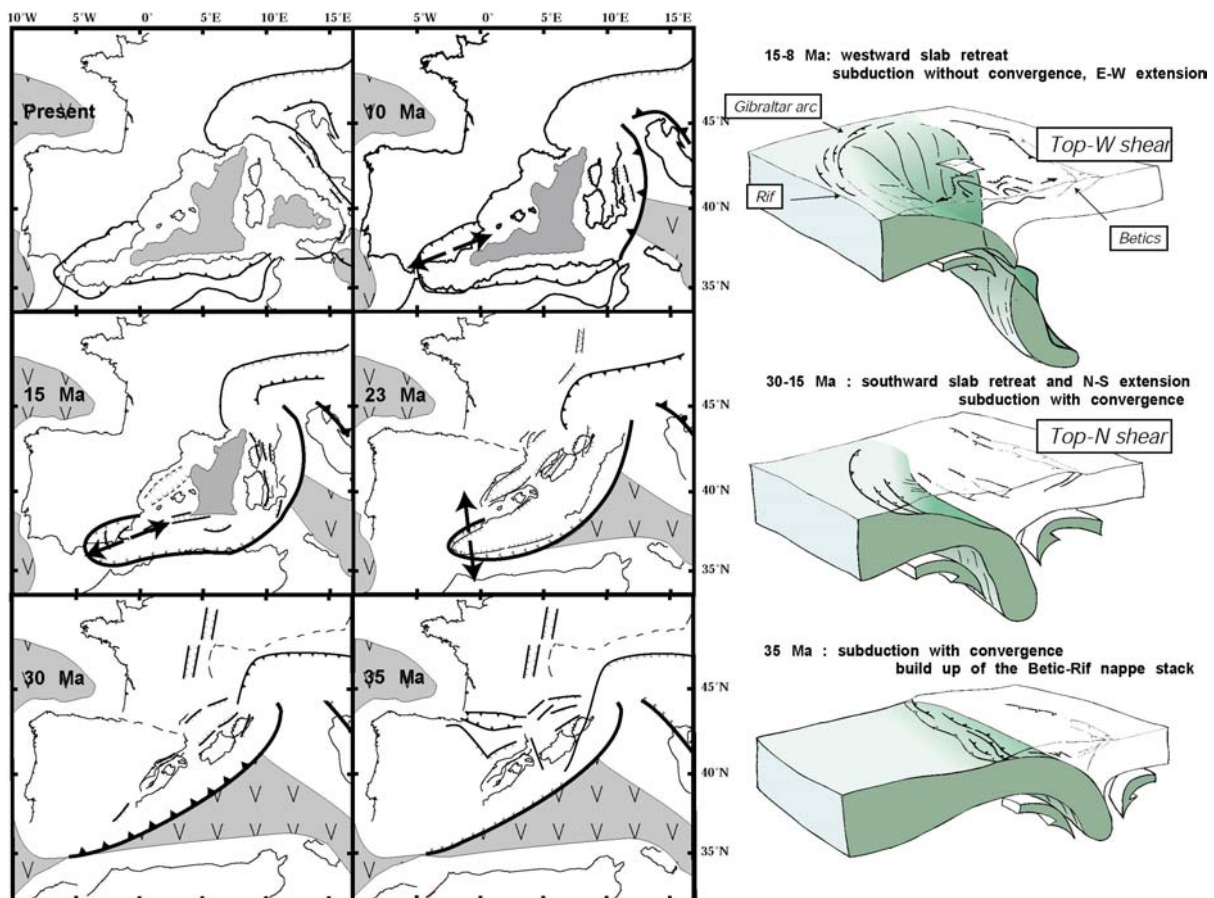 10°W 5°W 0°E 5°E 10°E 15°E 0°E 5°E 10°E 15°E
Present
10 Ma
45°N
40°N
35°N
15 Ma
23 Ma
45°N
40°N
35°N
30 Ma
35 Ma
45°N
40°N
35°N
15-8 Ma: westward slab retreat
subduction without convergence, E-W extension
Gibraltar arc
Top-W shear
Rif
Betics
30-15 Ma : southward slab retreat and N-S extension
subduction with convergence
Top-N shear
35 Ma : subduction with convergence
build up of the Betic-Rif nappe stack